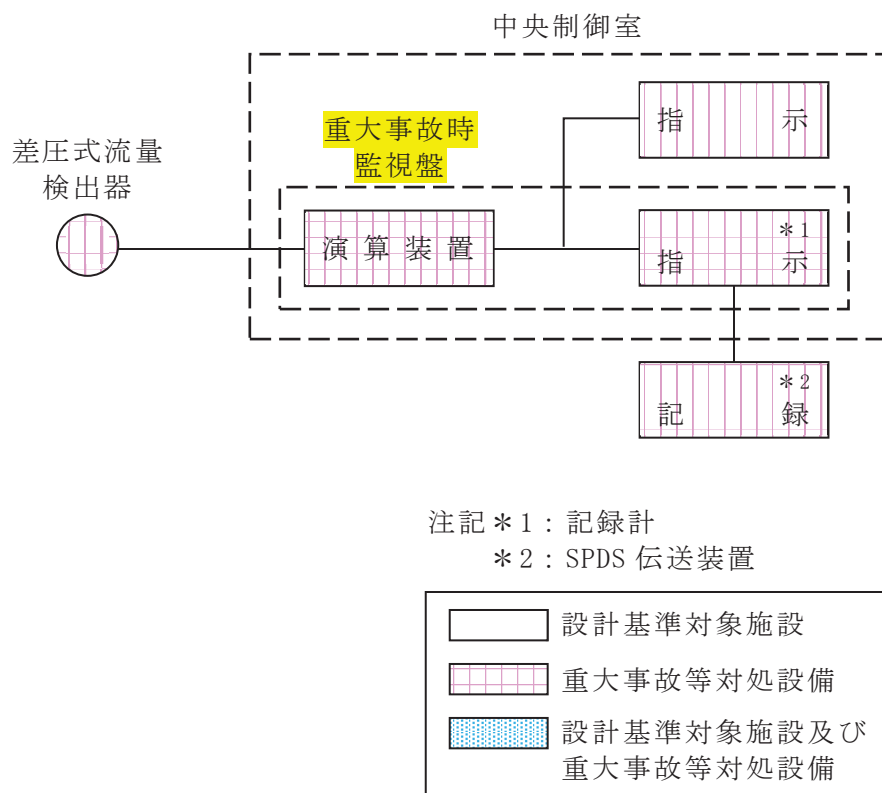 中央制御室
指示
重大事故時
監視盤
差圧式流量
検出器
演算装置
指示 *1
記録 *2
注記*1:記録計
*2:SPDS 伝送装置
設計基準対象施設
重大事故等対処設備
設計基準対象施設及び
重大事故等対処設備